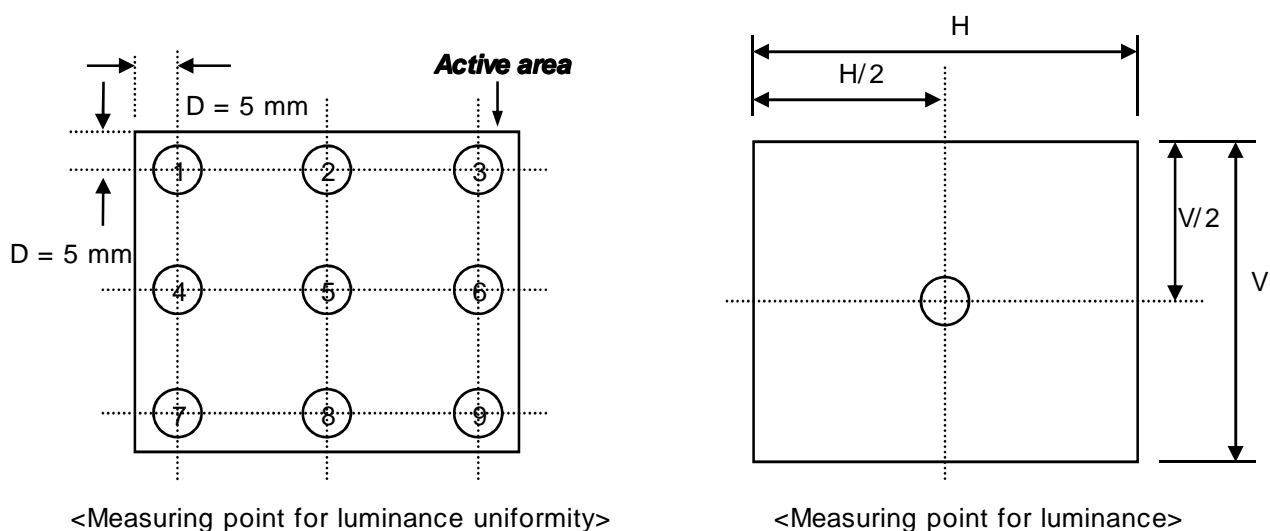 Active area
D = 5 mm
1 2 3
D = 5 mm
4 5 6
7 8 9
<Measuring point for luminance uniformity>
H
H/2
V/2
V
<Measuring point for luminance>